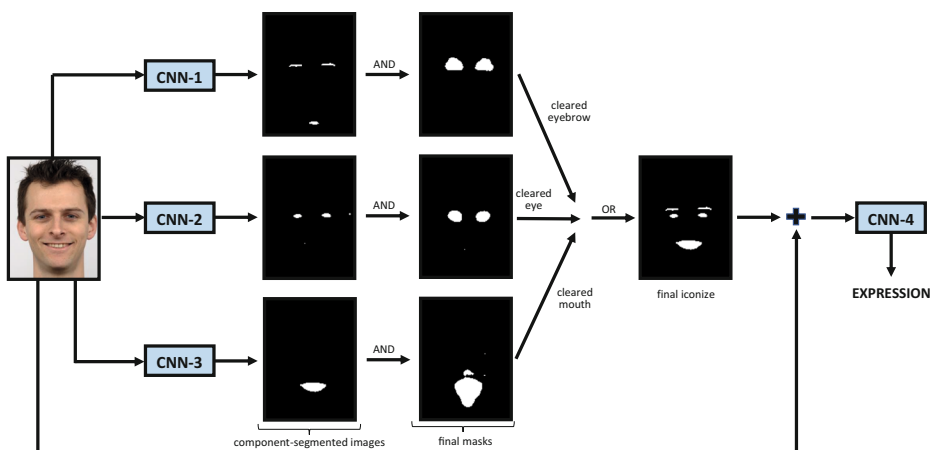 CNN-1
AND
cleared
eyebrow
CNN-2
AND
cleared
eye
OR
CNN-4
final iconize
EXPRESSION
cleared
mouth
CNN-3
AND
component-segmented images
final masks